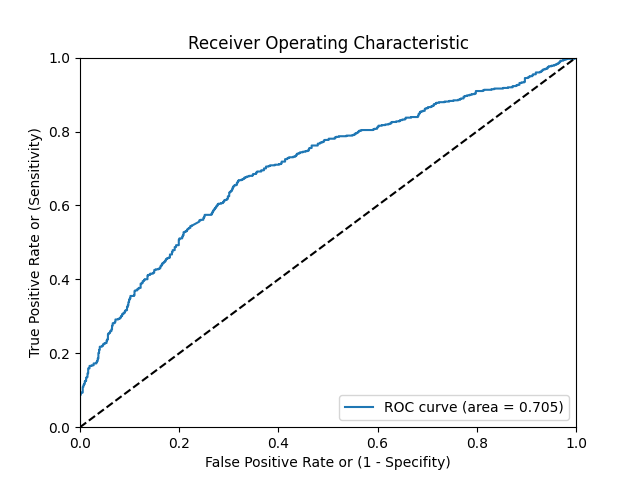 Receiver Operating Characteristic
True Positive Rate or (Sensitivity)
1.0
0.8
0.6
0.4
0.2
0.0
ROC curve (area = 0.705)
0.0 0.2 0.4 0.6 0.8 1.0
False Positive Rate or (1 - Specifity)